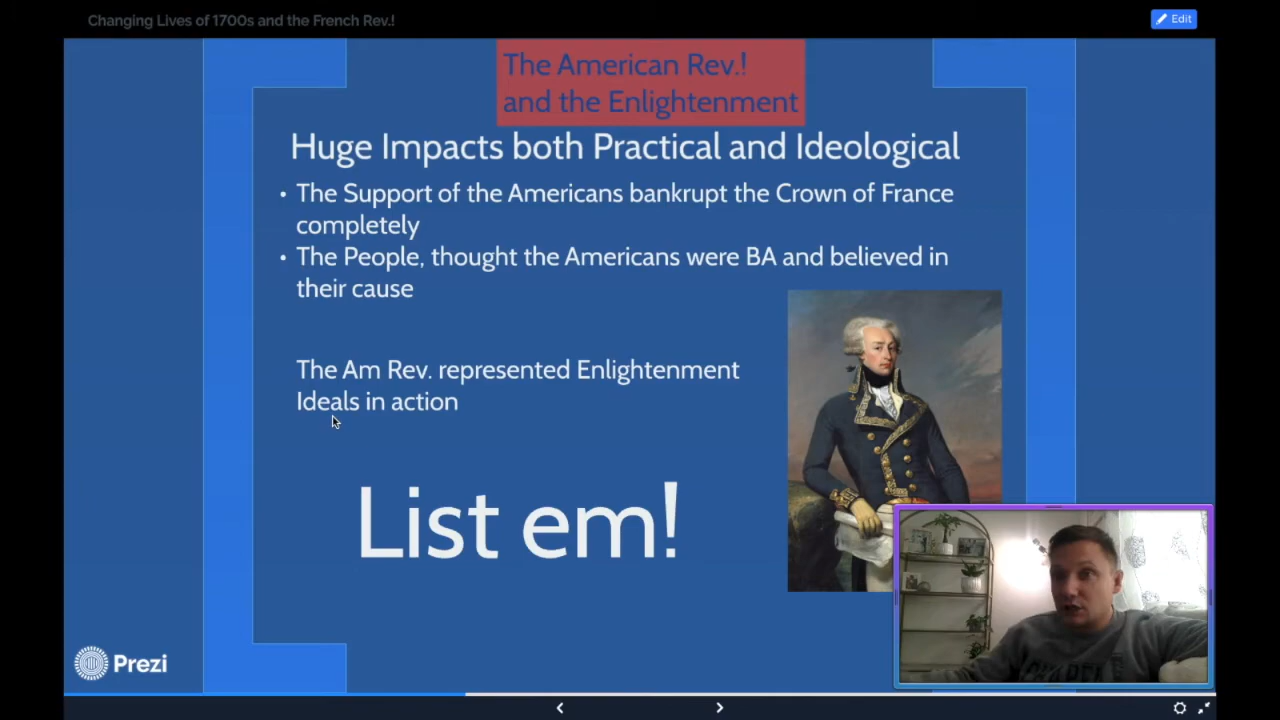 Changing Lives of 1700s and the French Rev.!
Edit
The American Rev.!
and the Enlightenment
Huge Impacts both Practical and Ideological
• The Support of the Americans bankrupt the Crown of France
completely
• The People, thought the Americans were BA and believed in
their cause
The Am Rev. represented Enlightenment
Ideals in action
List em!
Prezi